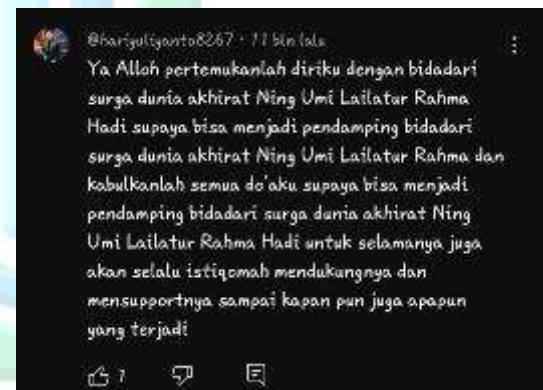 @hariyuliyanto8267 • 11 bln lalu
Ya Alloh pertemukanlah diriku dengan bidadari
surga dunia akhirat Ning Umi Lailatur Rahma
Hadi supaya bisa menjadi pendamping bidadari
surga dunia akhirat Ning Umi Lailatur Rahma dan
kabulkanlah semua do'aku supaya bisa menjadi
pendamping bidadari surga dunia akhirat Ning
Umi Lailatur Rahma Hadi untuk selamanya juga
akan selalu istiqomah mendukungnya dan
mensupportnya sampai kapan pun juga apapun
yang terjadi